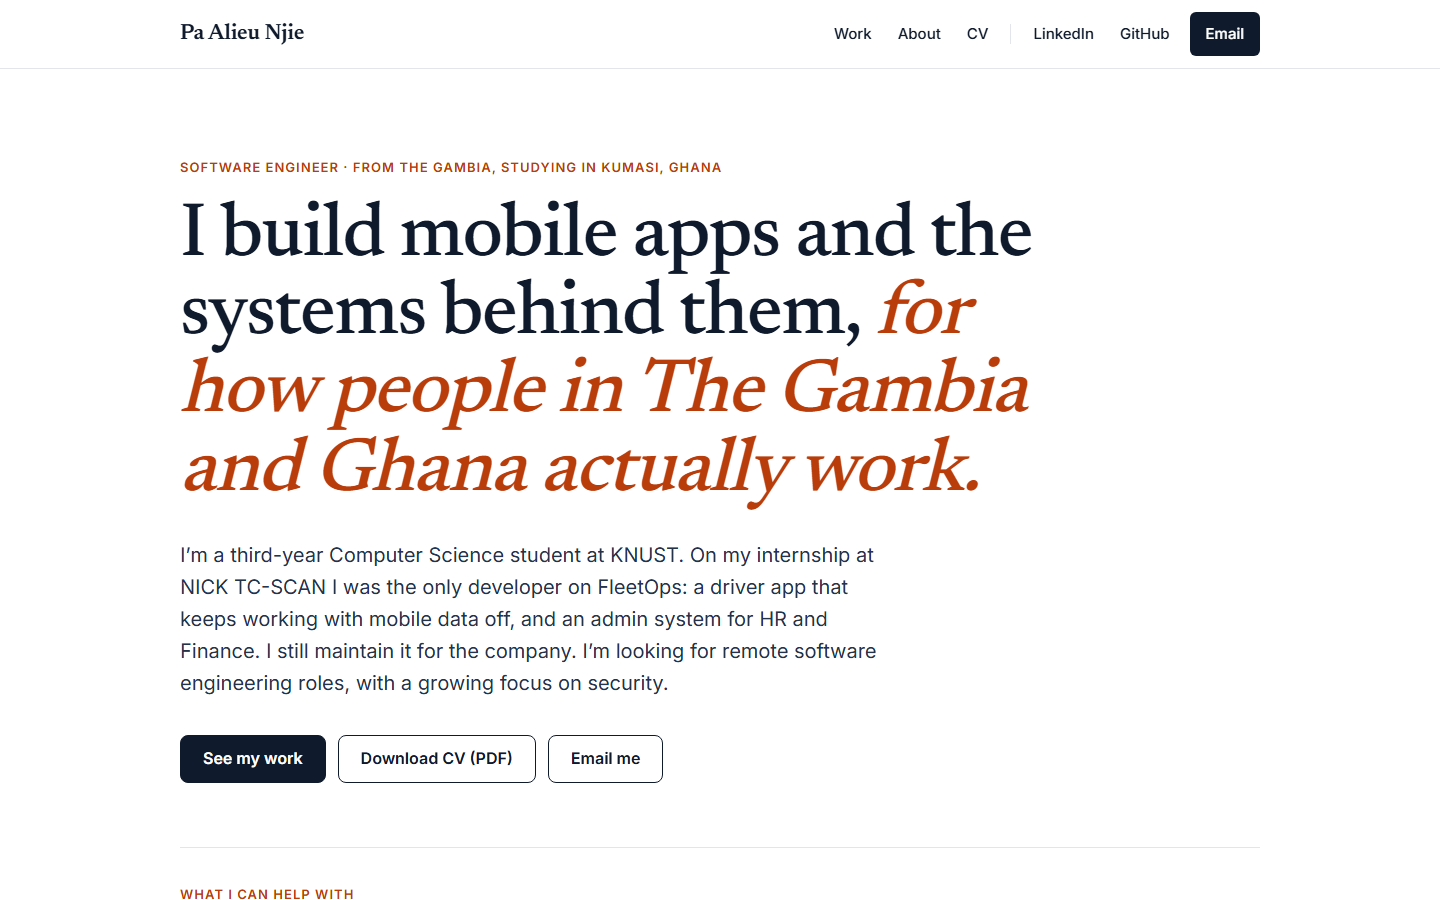 Pa Alieu Njie
Work About CV LinkedIn GitHub Email
SOFTWARE ENGINEER · FROM THE GAMBIA, STUDYING IN KUMASI, GHANA
I build mobile apps and the
systems behind them, for
how people in The Gambia
and Ghana actually work.
I’m a third-year Computer Science student at KNUST. On my internship at
NICK TC-SCAN I was the only developer on FleetOps: a driver app that
keeps working with mobile data off, and an admin system for HR and
Finance. I still maintain it for the company. I’m looking for remote software
engineering roles, with a growing focus on security.
See my work Download CV (PDF) Email me
WHAT I CAN HELP WITH